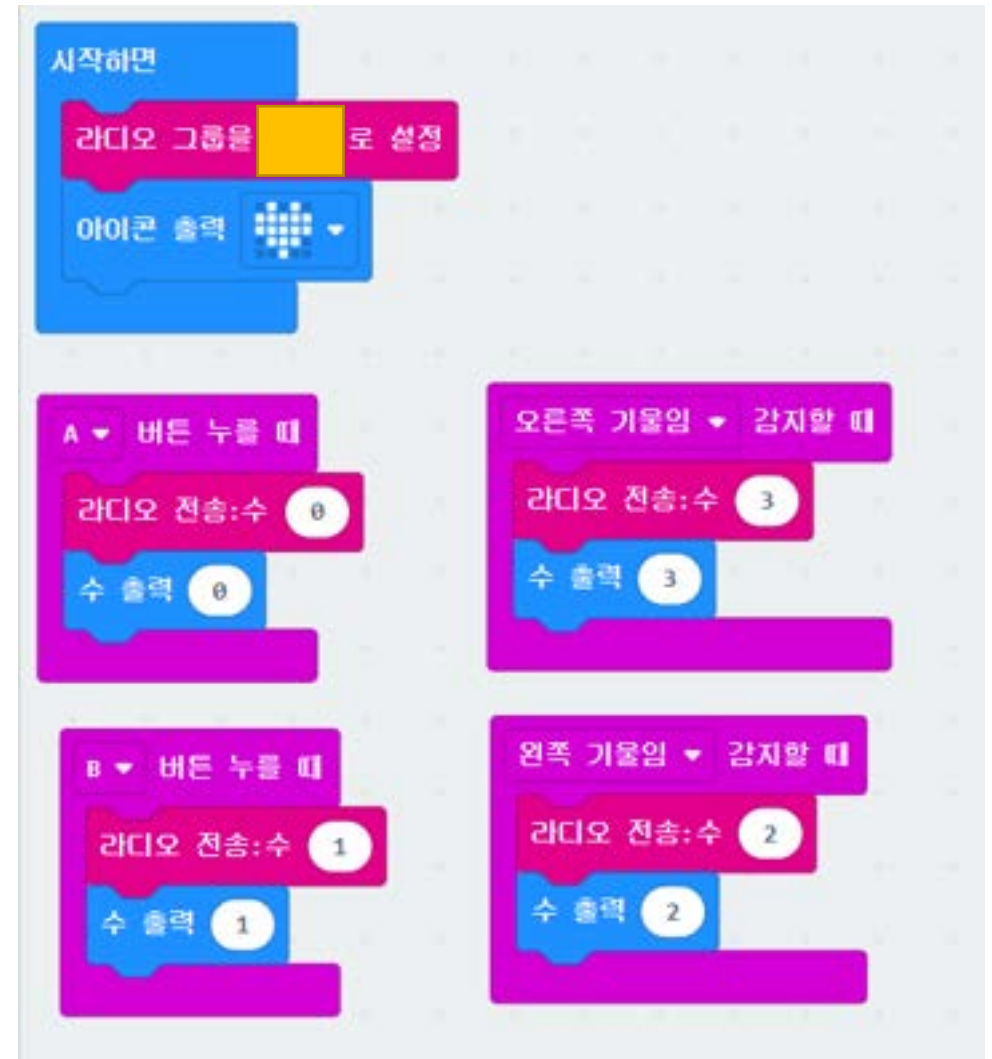 시작하면
라디오 그룹을 로 설정
아이콘 출력
A 버튼 누를 때
라디오 전송:수 0
수 출력 0
오른쪽 기울임 감지할 때
라디오 전송:수 3
수 출력 3
B 버튼 누를 때
라디오 전송:수 1
수 출력 1
왼쪽 기울임 감지할 때
라디오 전송:수 2
수 출력 2